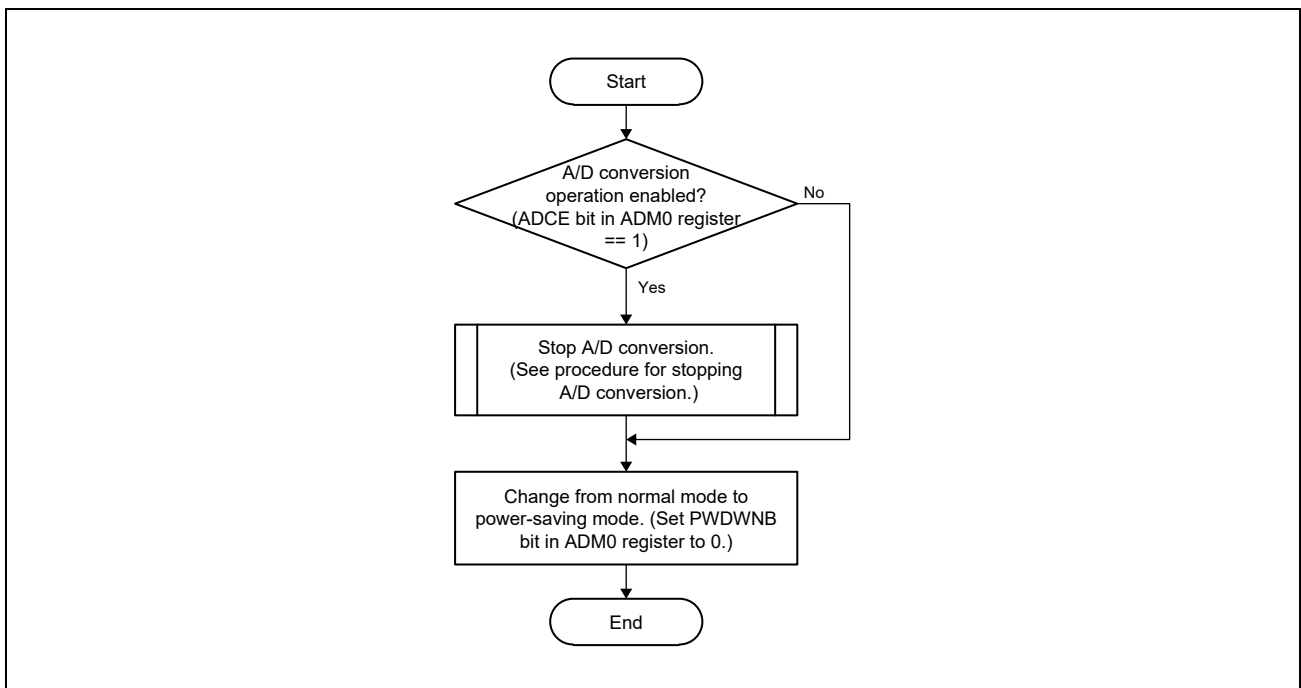 Start
A/D conversion
operation enabled?
(ADCE bit in ADM0 register
== 1)
No
Yes
Stop A/D conversion.
(See procedure for stopping
A/D conversion.)
Change from normal mode to
power-saving mode. (Set PWDWNB
bit in ADM0 register to 0.)
End